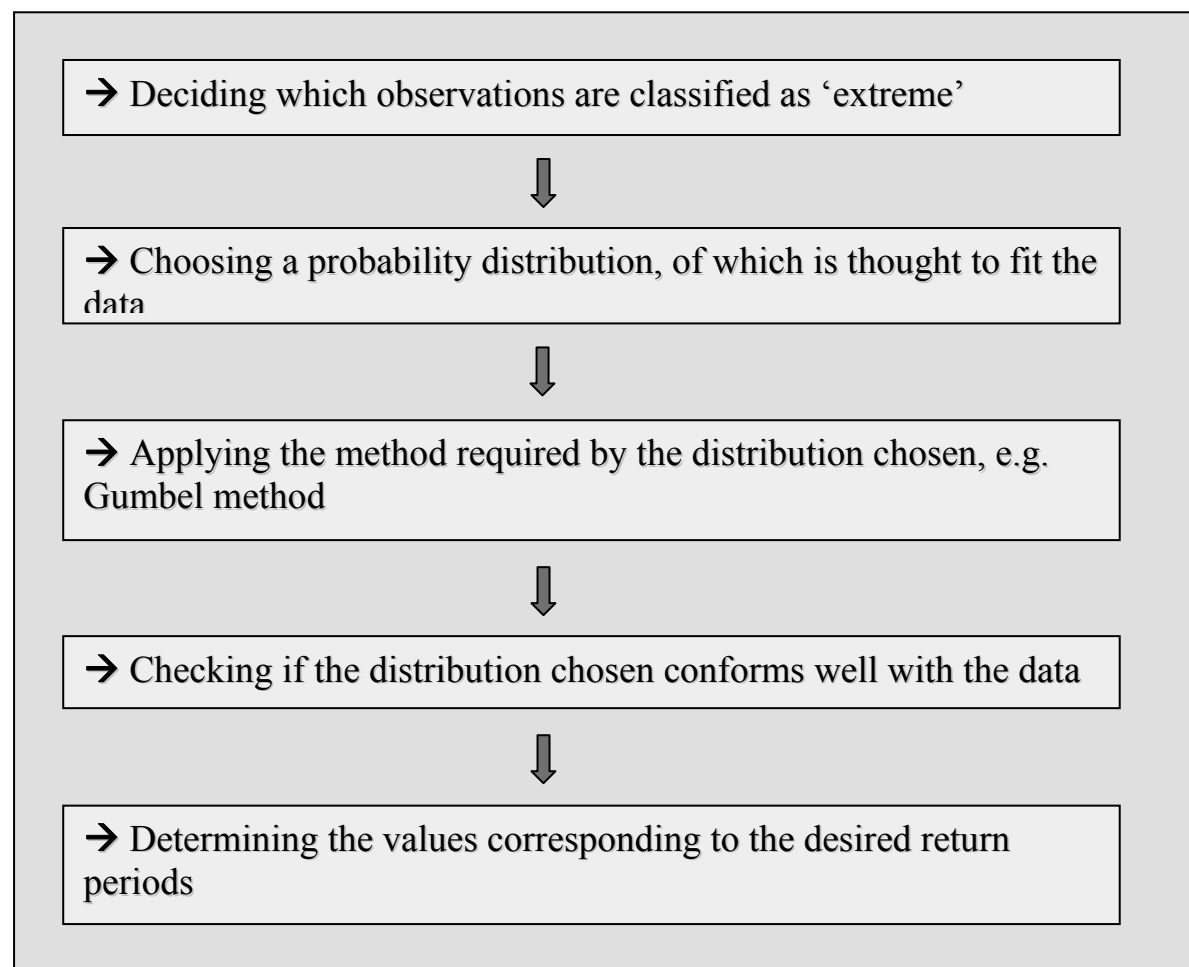 → Deciding which observations are classified as ‘extreme’
→ Choosing a probability distribution, of which is thought to fit the
data
→ Applying the method required by the distribution chosen, e.g.
Gumbel method
→ Checking if the distribution chosen conforms well with the data
→ Determining the values corresponding to the desired return
periods